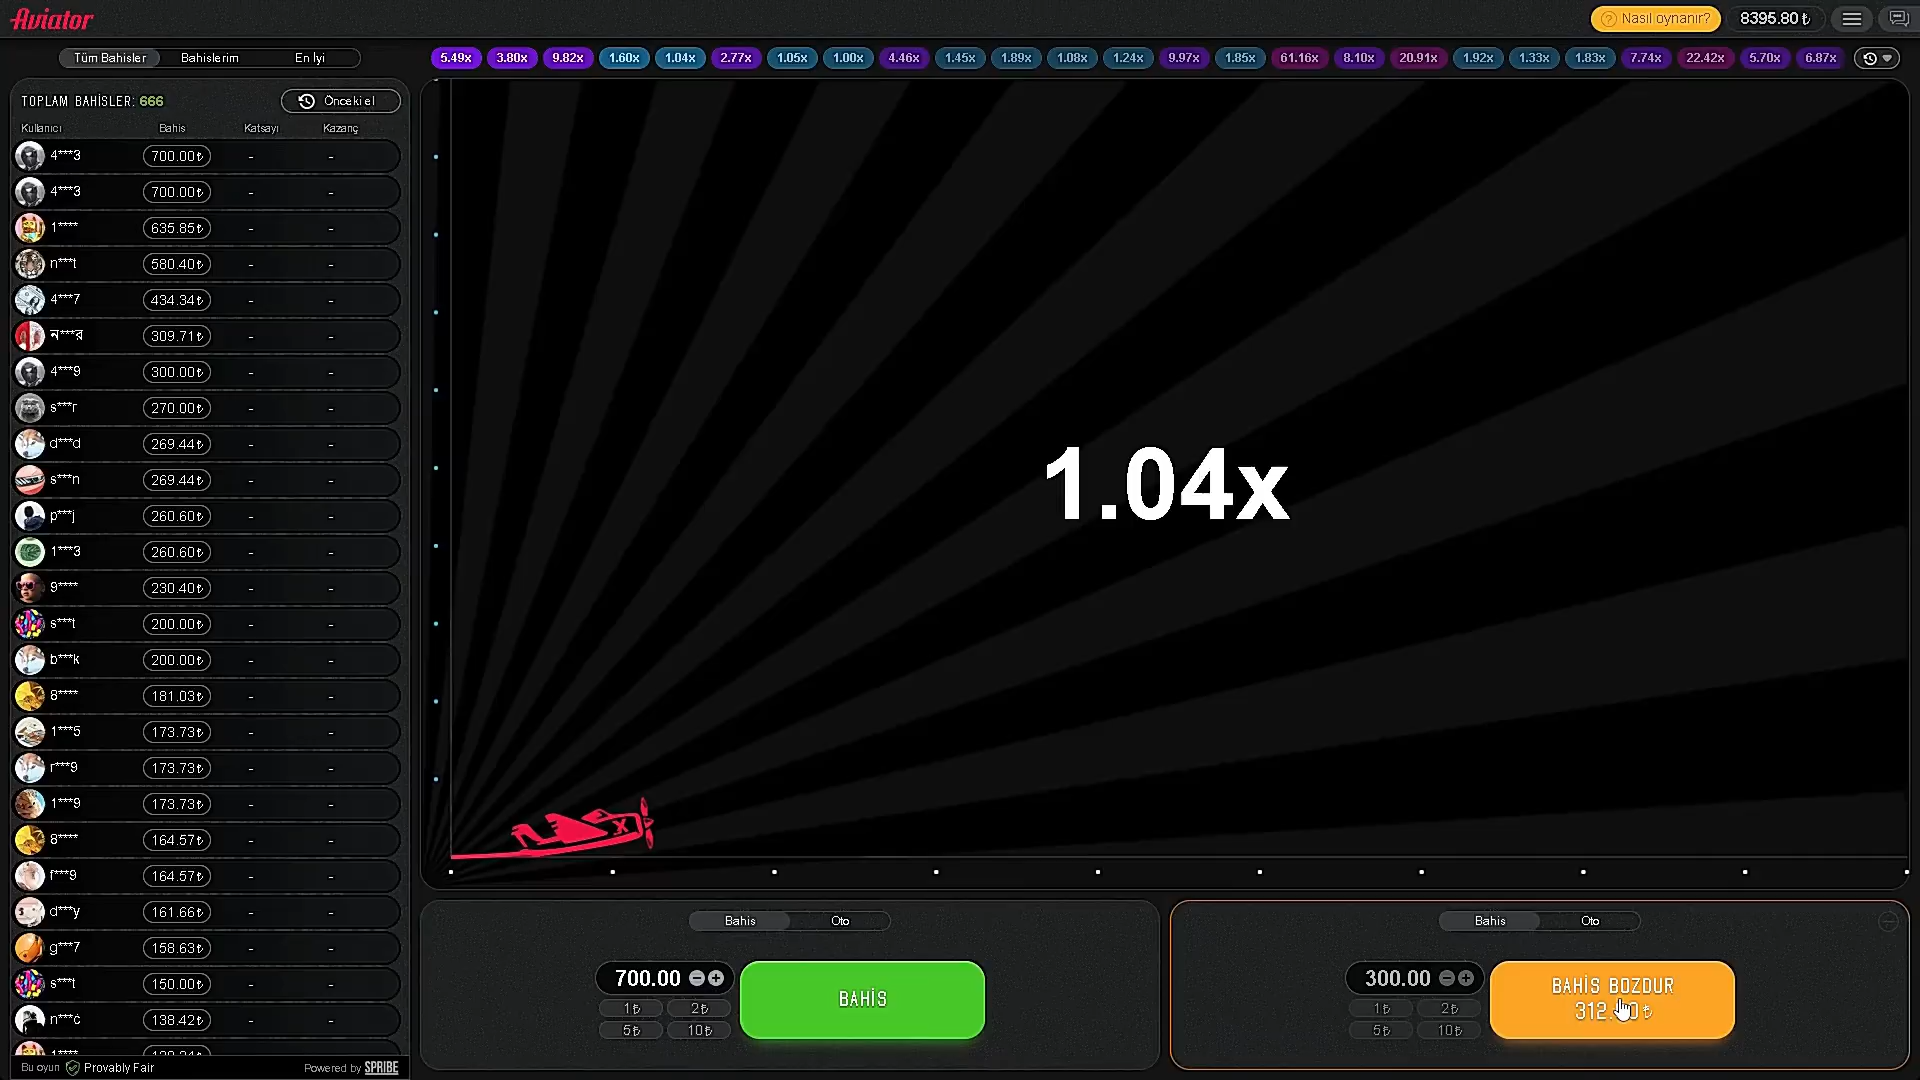 Aviator
Nasıl oynanır?
8395.80₺
Tüm Bahisler
Bahislerim
En İyi
5.49x 3.80x 9.82x 1.60x 1.04x 2.77x 1.05x 1.00x 4.46x 1.45x 1.89x 1.08x 1.24x 9.97x 1.85x 61.16x 8.10x 20.91x 1.92x 1.33x 1.83x 7.74x 22.42x 5.70x 6.87x
TOPLAM BAHİSLER: 666
Önceki el
Kullanıcı Bahis Katsayı Kazanç
4***3 700.00₺ - -
4***3 700.00₺ - -
1**** 635.85₺ - -
n***t 580.40₺ - -
4***7 434.34₺ - -
ন***র 309.71₺ - -
4***9 300.00₺ - -
s***r 270.00₺ - -
d***d 269.44₺ - -
s***n 269.44₺ - -
p***j 260.60₺ - -
1***3 260.60₺ - -
9**** 230.40₺ - -
s***t 200.00₺ - -
b***k 200.00₺ - -
8**** 181.03₺ - -
1***5 173.73₺ - -
r***9 173.73₺ - -
1***9 173.73₺ - -
8**** 164.57₺ - -
f***9 164.57₺ - -
d***y 161.66₺ - -
g***7 158.63₺ - -
s***t 150.00₺ - -
n***ć 138.42₺ - -
Bu oyun Provably Fair
Powered by SPRIBE
1.04x
Bahis Oto
700.00
1₺ 2₺
5₺ 10₺
BAHİS
Bahis Oto
300.00
1₺ 2₺
5₺ 10₺
BAHİS BOZDUR